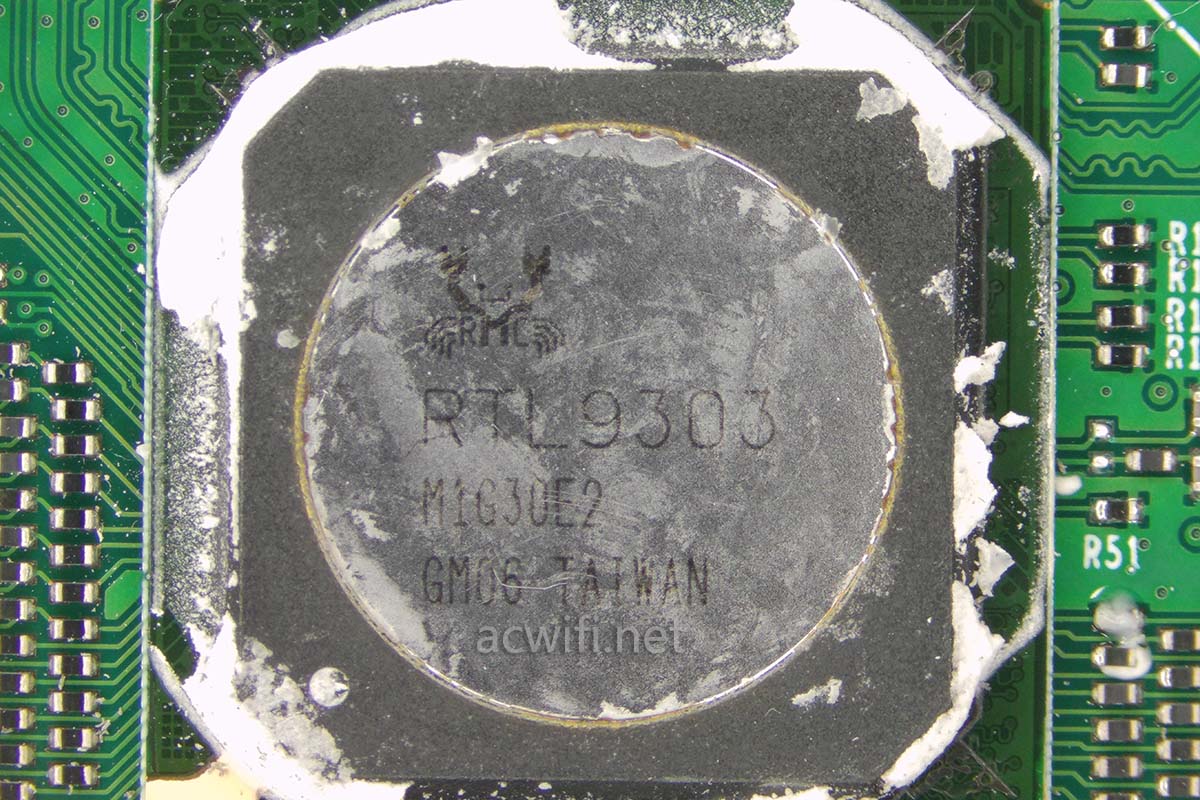 RTL9303
M1G30E2
GM06 TAIWAN
acwifi.net
R51